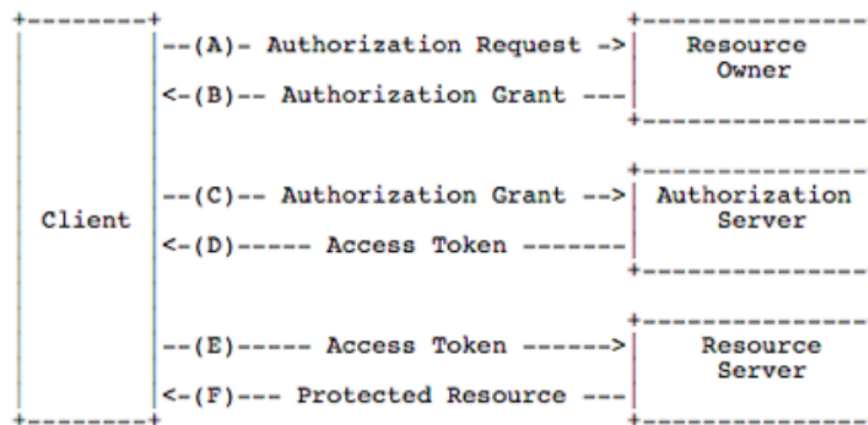 --(A)- Authorization Request -> Resource
Owner
<-(B)-- Authorization Grant ---
--(C)-- Authorization Grant --> Authorization
Client Server
<-(D)----- Access Token -------
--(E)----- Access Token ------> Resource
Server
<-(F)--- Protected Resource ---